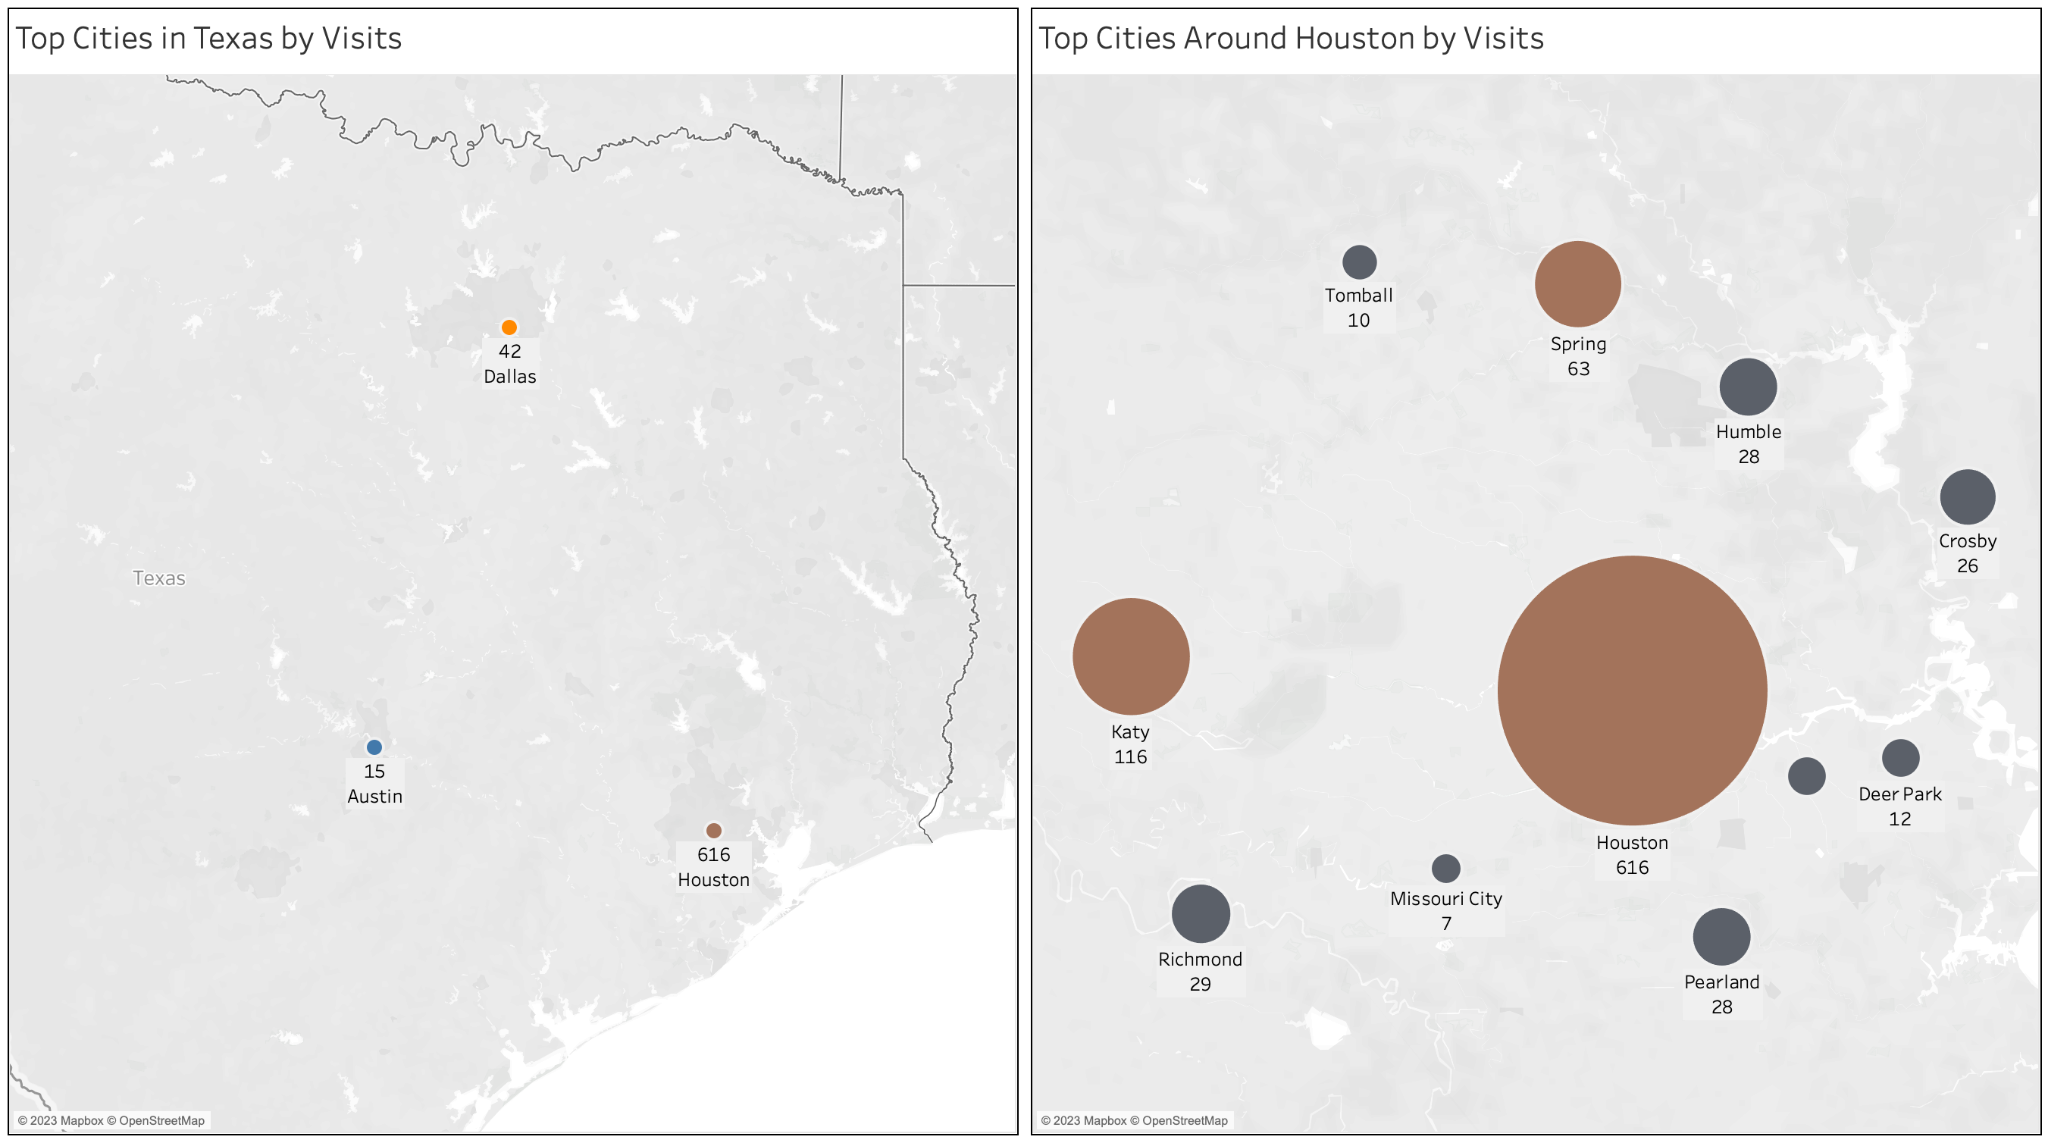 Top Cities in Texas by Visits
42
Dallas
Texas
15
Austin
616
Houston
© 2023 Mapbox © OpenStreetMap
Top Cities Around Houston by Visits
Tomball
10
Spring
63
Humble
28
Crosby
26
Katy
116
Houston
616
Deer Park
12
Missouri City
7
Richmond
29
Pearland
28
© 2023 Mapbox © OpenStreetMap